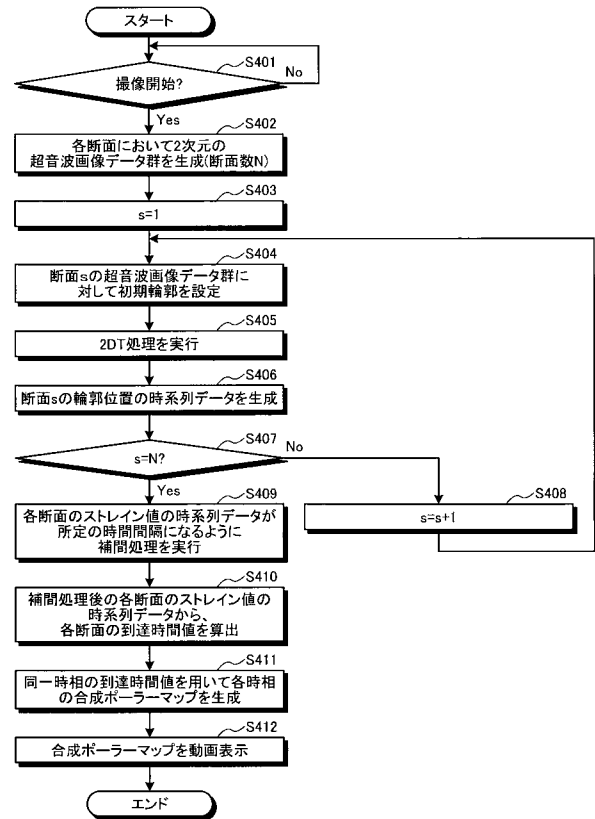 スタート
S401
撮像開始?
No
Yes
S402
各断面において2次元の
超音波画像データ群を生成(断面数N)
S403
s=1
S404
断面sの超音波画像データ群に
対して初期輪郭を設定
S405
2DT処理を実行
S406
断面sの輪郭位置の時系列データを生成
S407
s=N?
No
Yes
S408
s=s+1
S409
各断面のストレイン値の時系列データが
所定の時間間隔になるように
補間処理を実行
S410
補間処理後の各断面のストレイン値の
時系列データから、
各断面の到達時間値を算出
S411
同一時相の到達時間値を用いて各時相
の合成ポーラーマップを生成
S412
合成ポーラーマップを動画表示
エンド